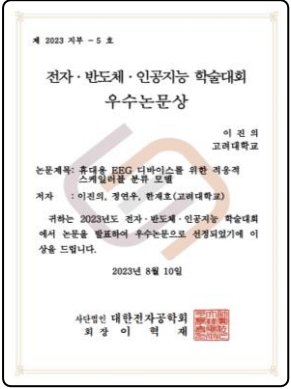 제 2023 지부 - 5 호
전자 · 반도체 · 인공지능 학술대회
우수논문상
이 진 의
고려대학교
논문제목: 휴대용 EEG 디바이스를 위한 적응적
스케일러블 분류 모델
저자 : 이진의, 정연우, 한재호(고려대학교)
귀하는 2023년도 전자 · 반도체 · 인공지능 학술대회
에서 논문을 발표하여 우수논문으로 선정되었기에 이
상을 드립니다.
2023년 8월 10일
사단법인 대한전자공학회
회 장 이 혁 재